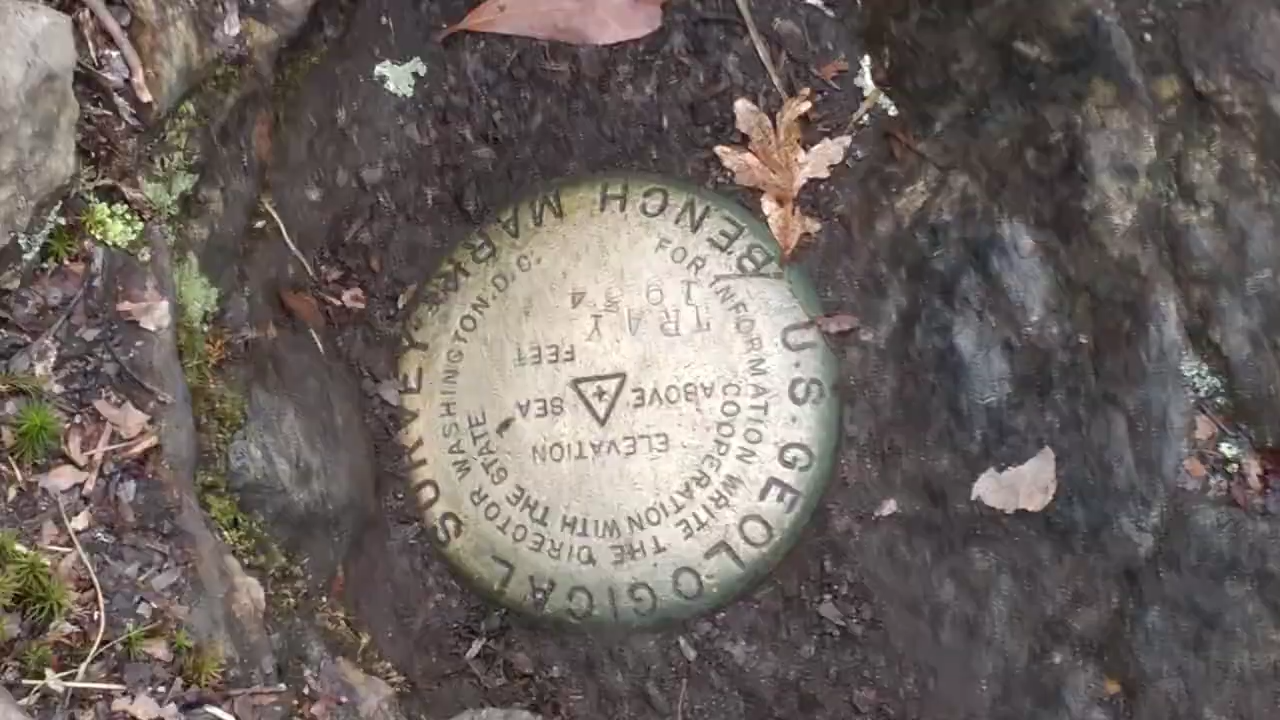 U.S. GEOLOGICAL SURVEY
BENCH MARK
FOR INFORMATION WRITE THE DIRECTOR WASHINGTON.D.C.
COOPERATION WITH THE STATE
ELEVATION
ABOVE SEA
FEET
TRAY
1934